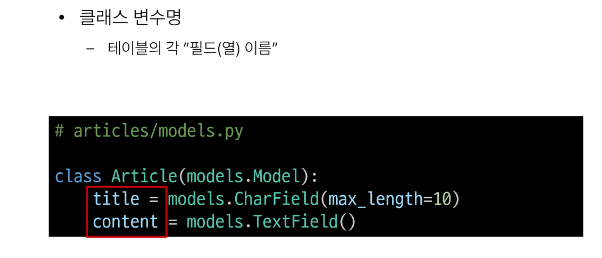 • 클래스 변수명
– 테이블의 각 “필드(열) 이름”
# articles/models.py
class Article(models.Model):
title = models.CharField(max_length=10)
content = models.TextField()